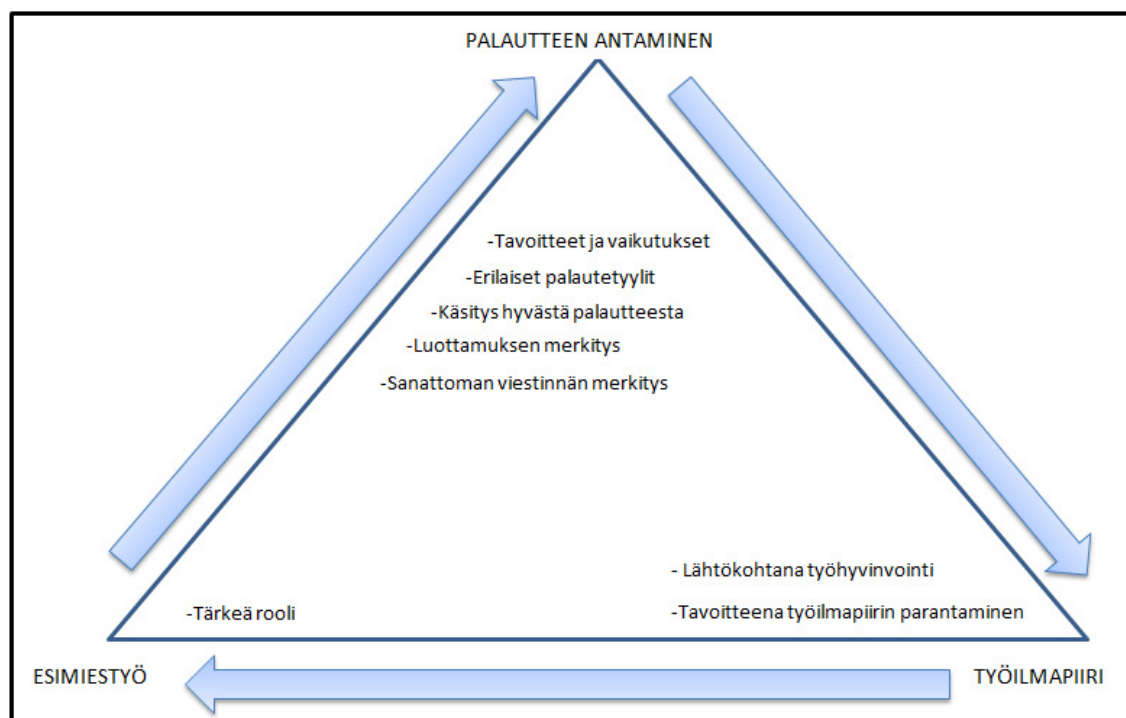 PALAUTTEEN ANTAMINEN
-Tavoitteet ja vaikutukset
-Erilaiset palautetyylit
-Käsitys hyvästä palautteesta
-Luottamuksen merkitys
-Sanattoman viestinnän merkitys
- Lähtökohtana työhyvinvointi
-Tärkeä rooli
-Tavoitteena työilmapiirin parantaminen
ESIMIESTYÖ
TYÖILMAPIIRI